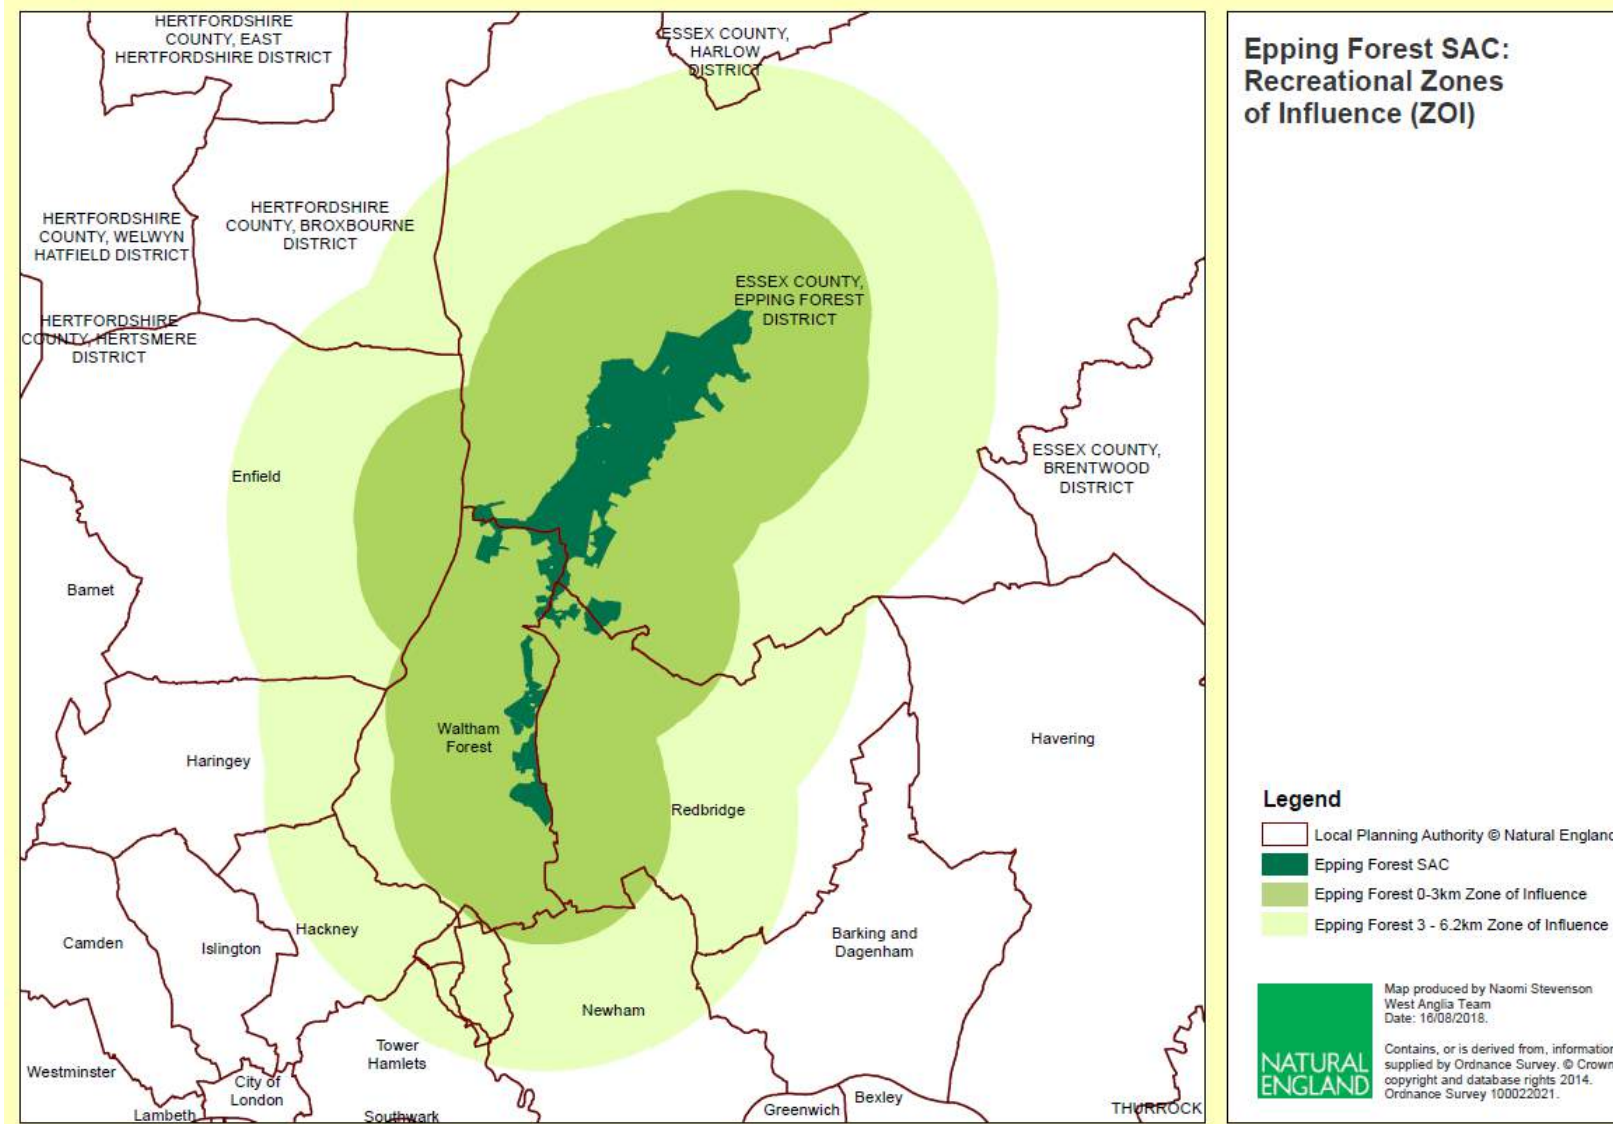 HERTFORDSHIRE
COUNTY, EAST
HERTFORDSHIRE DISTRICT
ESSEX COUNTY,
HARLOW
DISTRICT
HERTFORDSHIRE
COUNTY, WELWYN
HATFIELD DISTRICT
HERTFORDSHIRE
COUNTY, BROXBOURNE
DISTRICT
ESSEX COUNTY,
EPPING FOREST
DISTRICT
HERTFORDSHIRE
COUNTY, HERTSMERE
DISTRICT
Enfield
ESSEX COUNTY,
BRENTWOOD
DISTRICT
Barnet
Waltham
Forest
Haringey
Havering
Redbridge
Camden
Islington
Hackney
Barking and
Dagenham
Newham
Tower
Hamlets
Westminster
City of
London
Lambeth
Southwark
Greenwich
Bexley
THURROCK
Epping Forest SAC:
Recreational Zones
of Influence (ZOI)
Legend
Local Planning Authority © Natural England
Epping Forest SAC
Epping Forest 0-3km Zone of Influence
Epping Forest 3 - 6.2km Zone of Influence
NATURAL
ENGLAND
Map produced by Naomi Stevenson
West Anglia Team
Date: 16/08/2018.
Contains, or is derived from, information
supplied by Ordnance Survey. © Crown
copyright and database rights 2014.
Ordnance Survey 100022021.